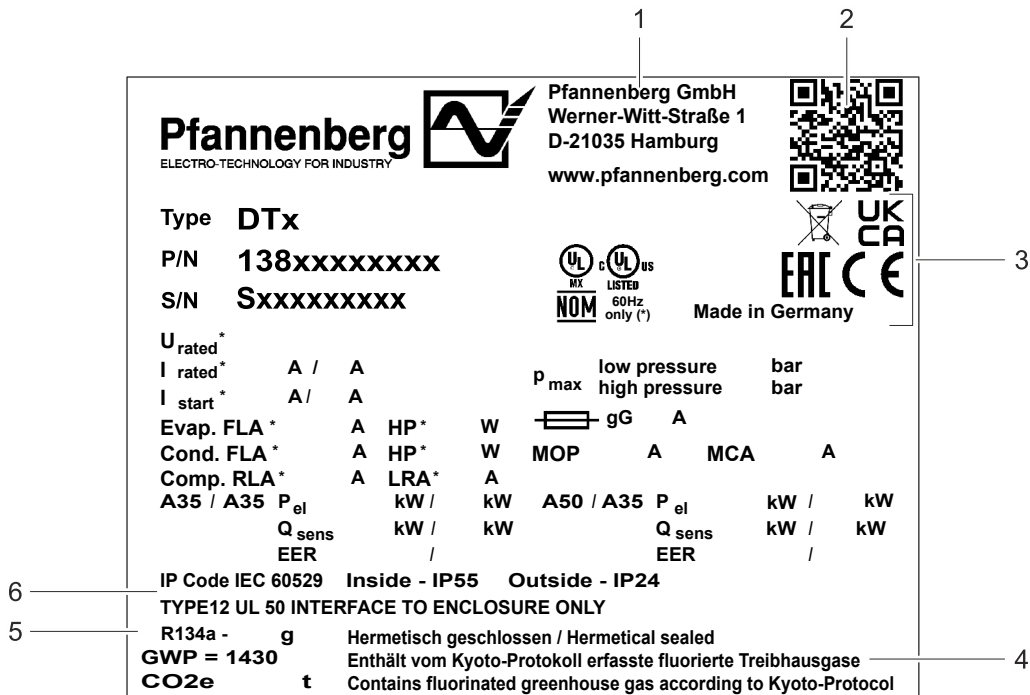 1
2
Pfannenberg
ELECTRO-TECHNOLOGY FOR INDUSTRY
Pfannenberg GmbH
Werner-Witt-Straße 1
D-21035 Hamburg
www.pfannenberg.com
Type DTx
P/N 138xxxxxxxx
S/N Sxxxxxxxxx
UL MX
NOM
C UL US LISTED
60Hz only (*)
UK CA
EAC CE
Made in Germany
3
U rated*
I rated* A / A
I start* A / A
p max low pressure bar
high pressure bar
gG A
Evap. FLA* A HP* W
Cond. FLA* A HP* W MOP A MCA A
Comp. RLA* A LRA* A
A35 / A35 P el kW / kW A50 / A35 P el kW / kW
Q sens kW / kW Q sens kW / kW
EER / EER /
6
IP Code IEC 60529 Inside - IP55 Outside - IP24
TYPE12 UL 50 INTERFACE TO ENCLOSURE ONLY
5
R134a - g Hermetisch geschlossen / Hermetical sealed
GWP = 1430 Enthält vom Kyoto-Protokoll erfasste fluorierte Treibhausgase
4
CO2e t Contains fluorinated greenhouse gas according to Kyoto-Protocol